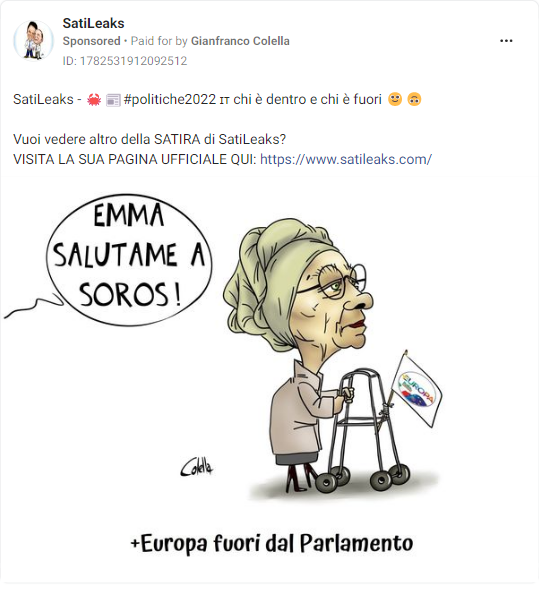 SatiLeaks
Sponsored • Paid for by Gianfranco Colella
ID: 1782531912092512
SatiLeaks - 🦀 📰 #politiche2022 ɪᴛ chi è dentro e chi è fuori 😉 🙃
Vuoi vedere altro della SATIRA di SatiLeaks?
VISITA LA SUA PAGINA UFFICIALE QUI: https://www.satileaks.com/
EMMA
SALUTAME A
SOROS!
EUROPA
Colella
+Europa fuori dal Parlamento